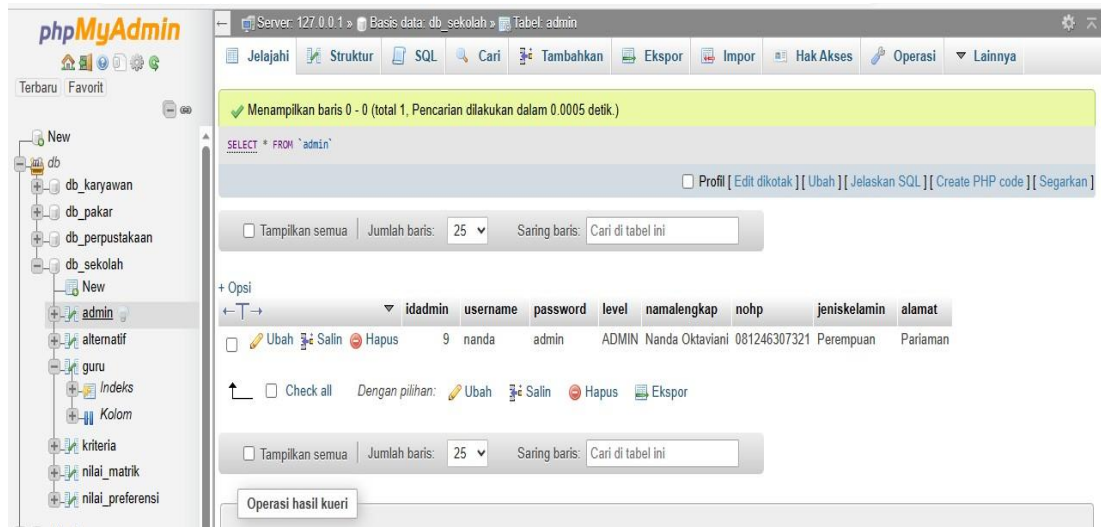 phpMyAdmin
Terbaru Favorit
New
db
db_karyawan
db_pakar
db_perpustakaan
db_sekolah
New
admin
alternatif
guru
Indeks
Kolom
kriteria
nilai_matrik
nilai_preferensi
Server: 127.0.0.1 » Basis data: db_sekolah » Tabel: admin
Jelajahi Struktur SQL Cari Tambahkan Ekspor Impor Hak Akses Operasi Lainnya
Menampilkan baris 0 - 0 (total 1, Pencarian dilakukan dalam 0.0005 detik.)
SELECT * FROM `admin`
Profil [ Edit dikotak ] [ Ubah ] [ Jelaskan SQL ] [ Create PHP code ] [ Segarkan ]
Tampilkan semua Jumlah baris: 25 Saring baris: Cari di tabel ini
+ Opsi
idadmin username password level namalengkap nohp jeniskelamin alamat
Ubah Salin Hapus 9 nanda admin ADMIN Nanda Oktaviani 081246307321 Perempuan Pariaman
Check all Dengan pilihan: Ubah Salin Hapus Ekspor
Tampilkan semua Jumlah baris: 25 Saring baris: Cari di tabel ini
Operasi hasil kueri